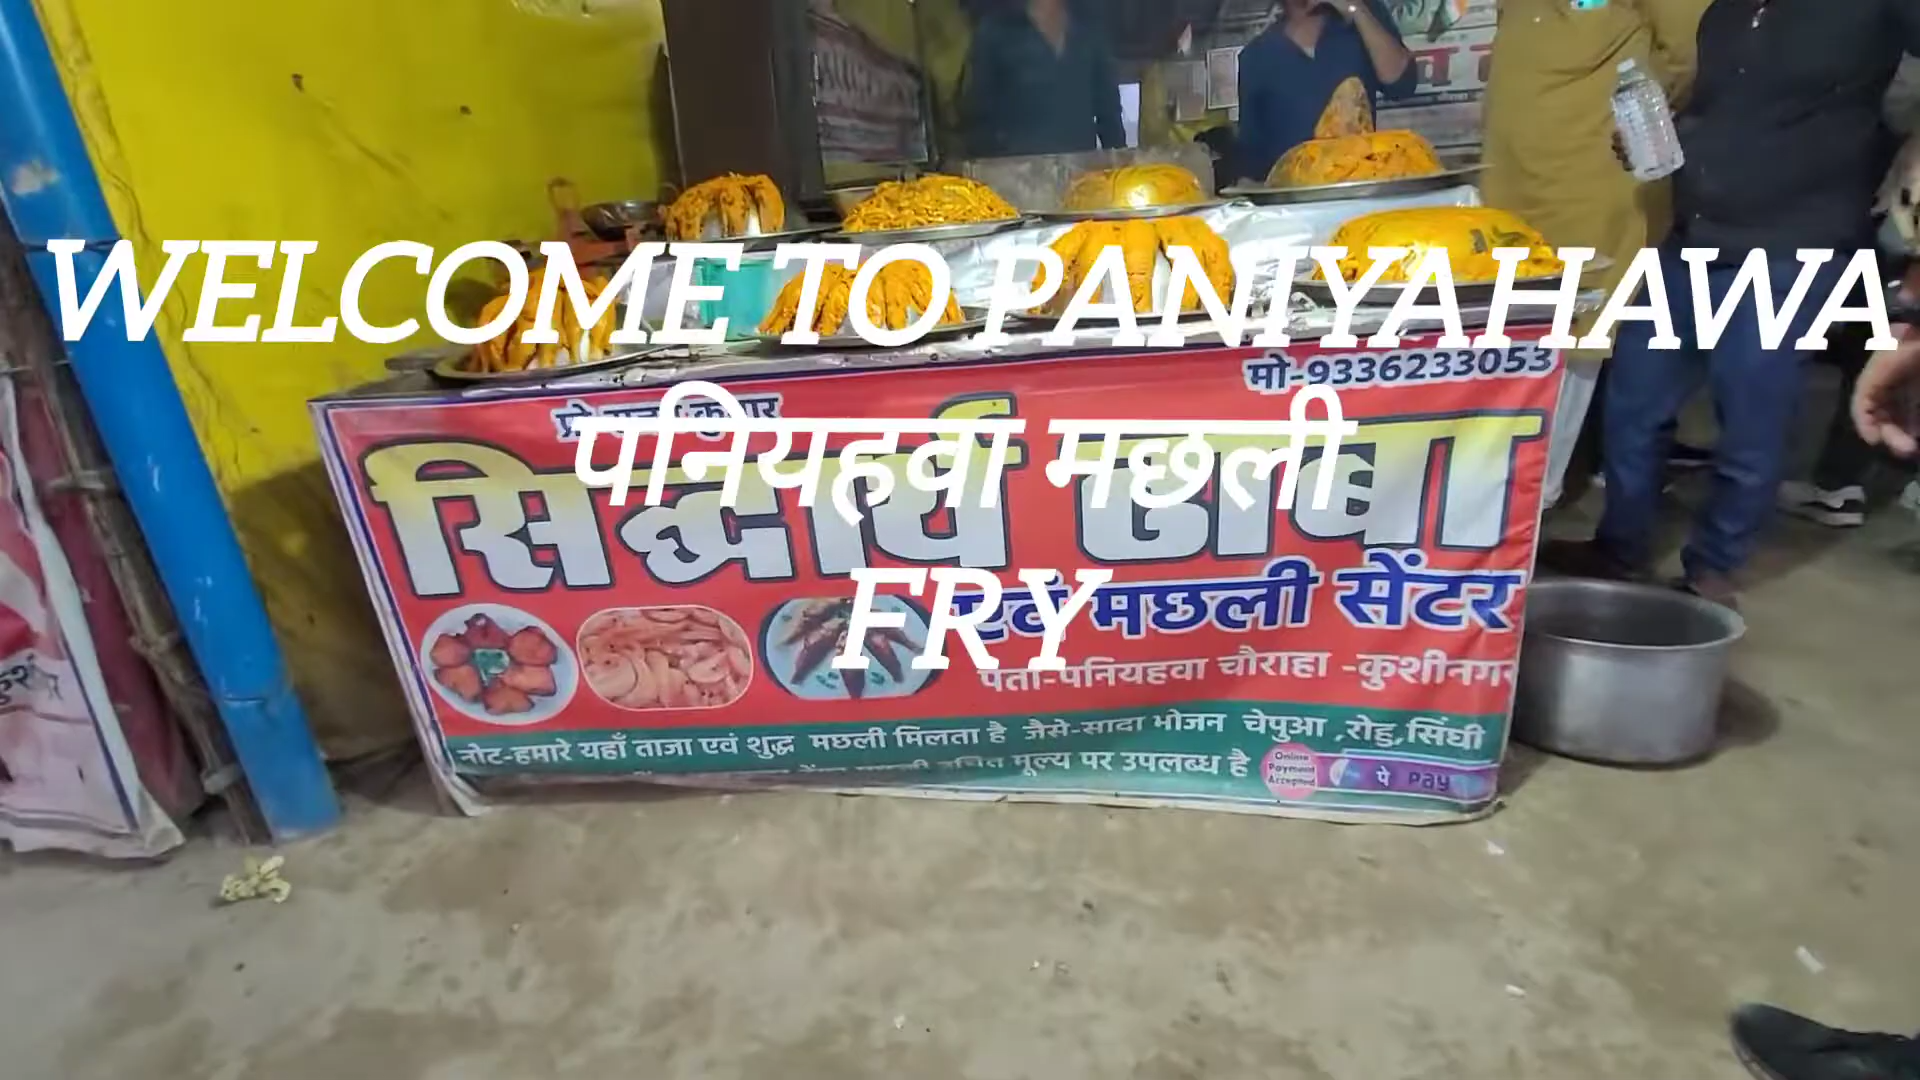 WELCOME TO PANIYAHAWA
पनियहवा मछली
FRY
मो-9336233053
प्रो-
सिद्धार्थ ढाबा
एवं मछली सेंटर
पता-पनियहवा चौराहा -कुशीनगर
नोट-हमारे यहाँ ताजा एवं शुद्ध मछली मिलता है जैसे-सादा भोजन चेपुआ ,रोहु,सिंघी
उचित मूल्य पर उपलब्ध है
Online
Payment
Accepted
पे Pay